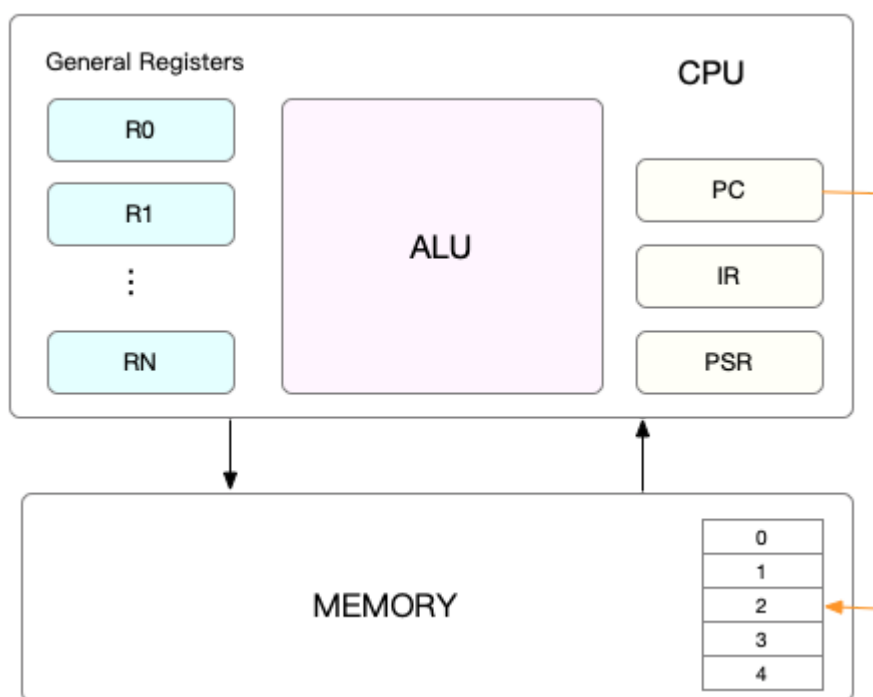 General Registers
CPU
R0
R1
⋮
RN
ALU
PC
IR
PSR
MEMORY
0
1
2
3
4